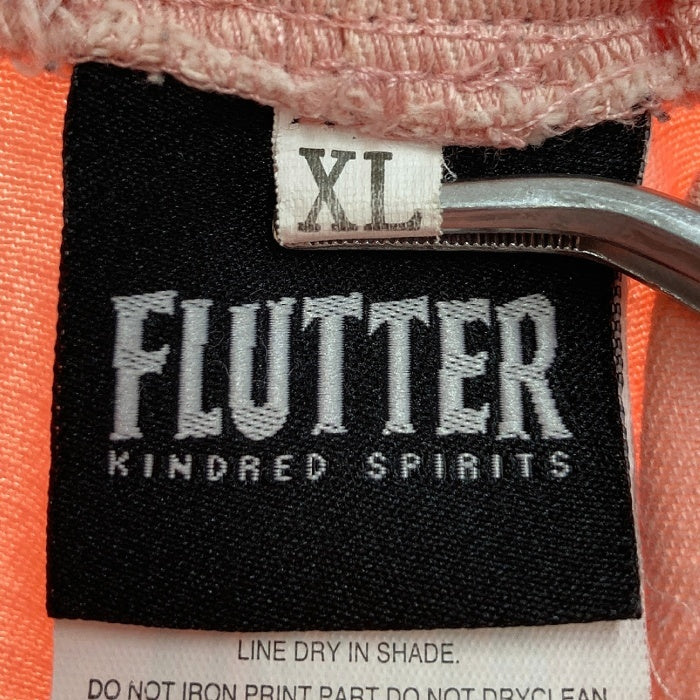 XL
FLUTTER
KINDRED SPIRITS
LINE DRY IN SHADE.
DO NOT IRON PRINT PART DO NOT DRYCLEAN